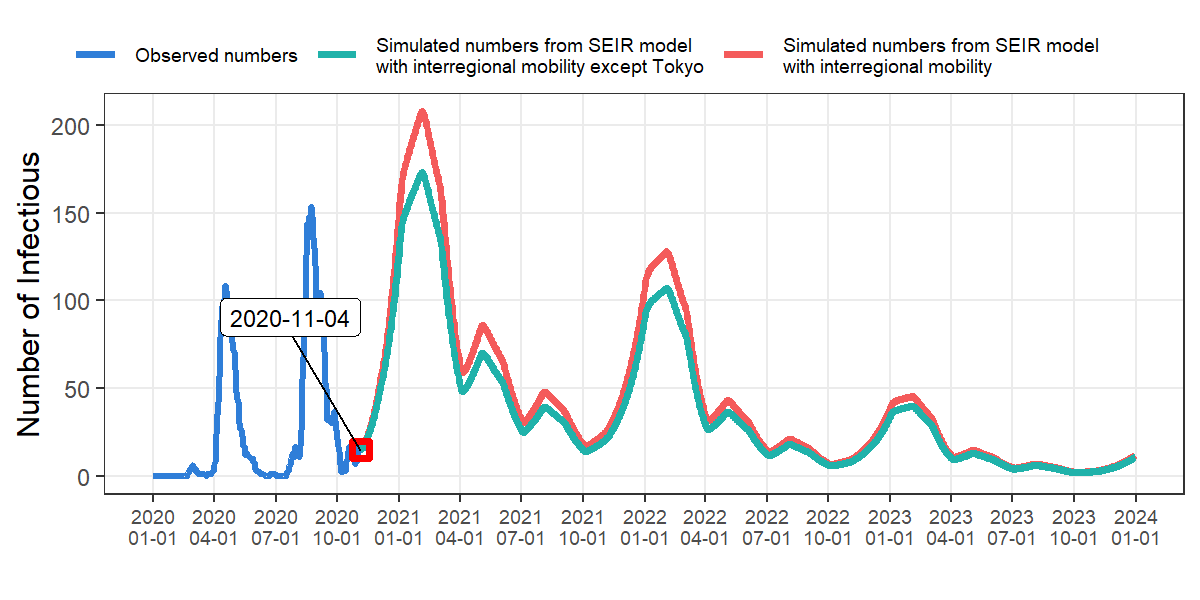 Observed numbers
Simulated numbers from SEIR model
with interregional mobility except Tokyo
Simulated numbers from SEIR model
with interregional mobility
Number of Infectious
200
150
100
50
0
2020-11-04
2020 2020 2020 2020 2021 2021 2021 2021 2022 2022 2022 2022 2023 2023 2023 2023 2024
01-01 04-01 07-01 10-01 01-01 04-01 07-01 10-01 01-01 04-01 07-01 10-01 01-01 04-01 07-01 10-01 01-01